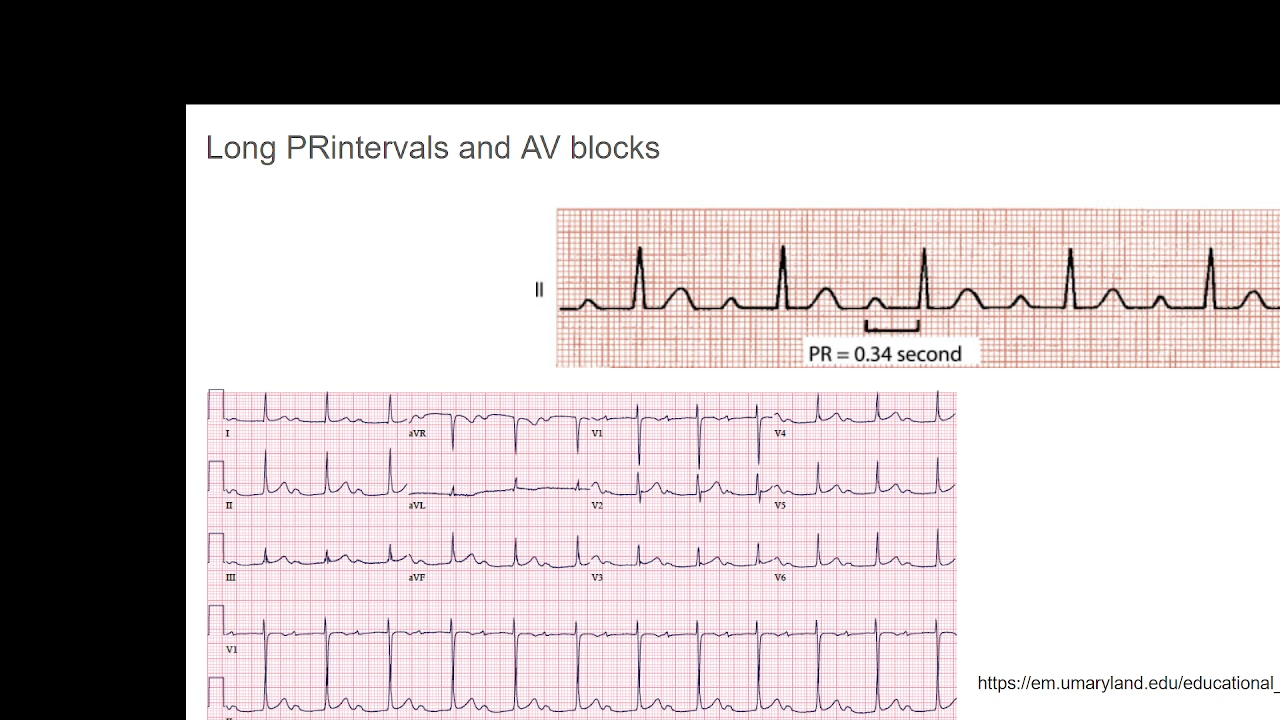 Long PRintervals and AV blocks
II
PR = 0.34 second
I aVR V1 V4
II aVL V2 V5
III aVF V3 V6
V1
https://em.umaryland.edu/educational_